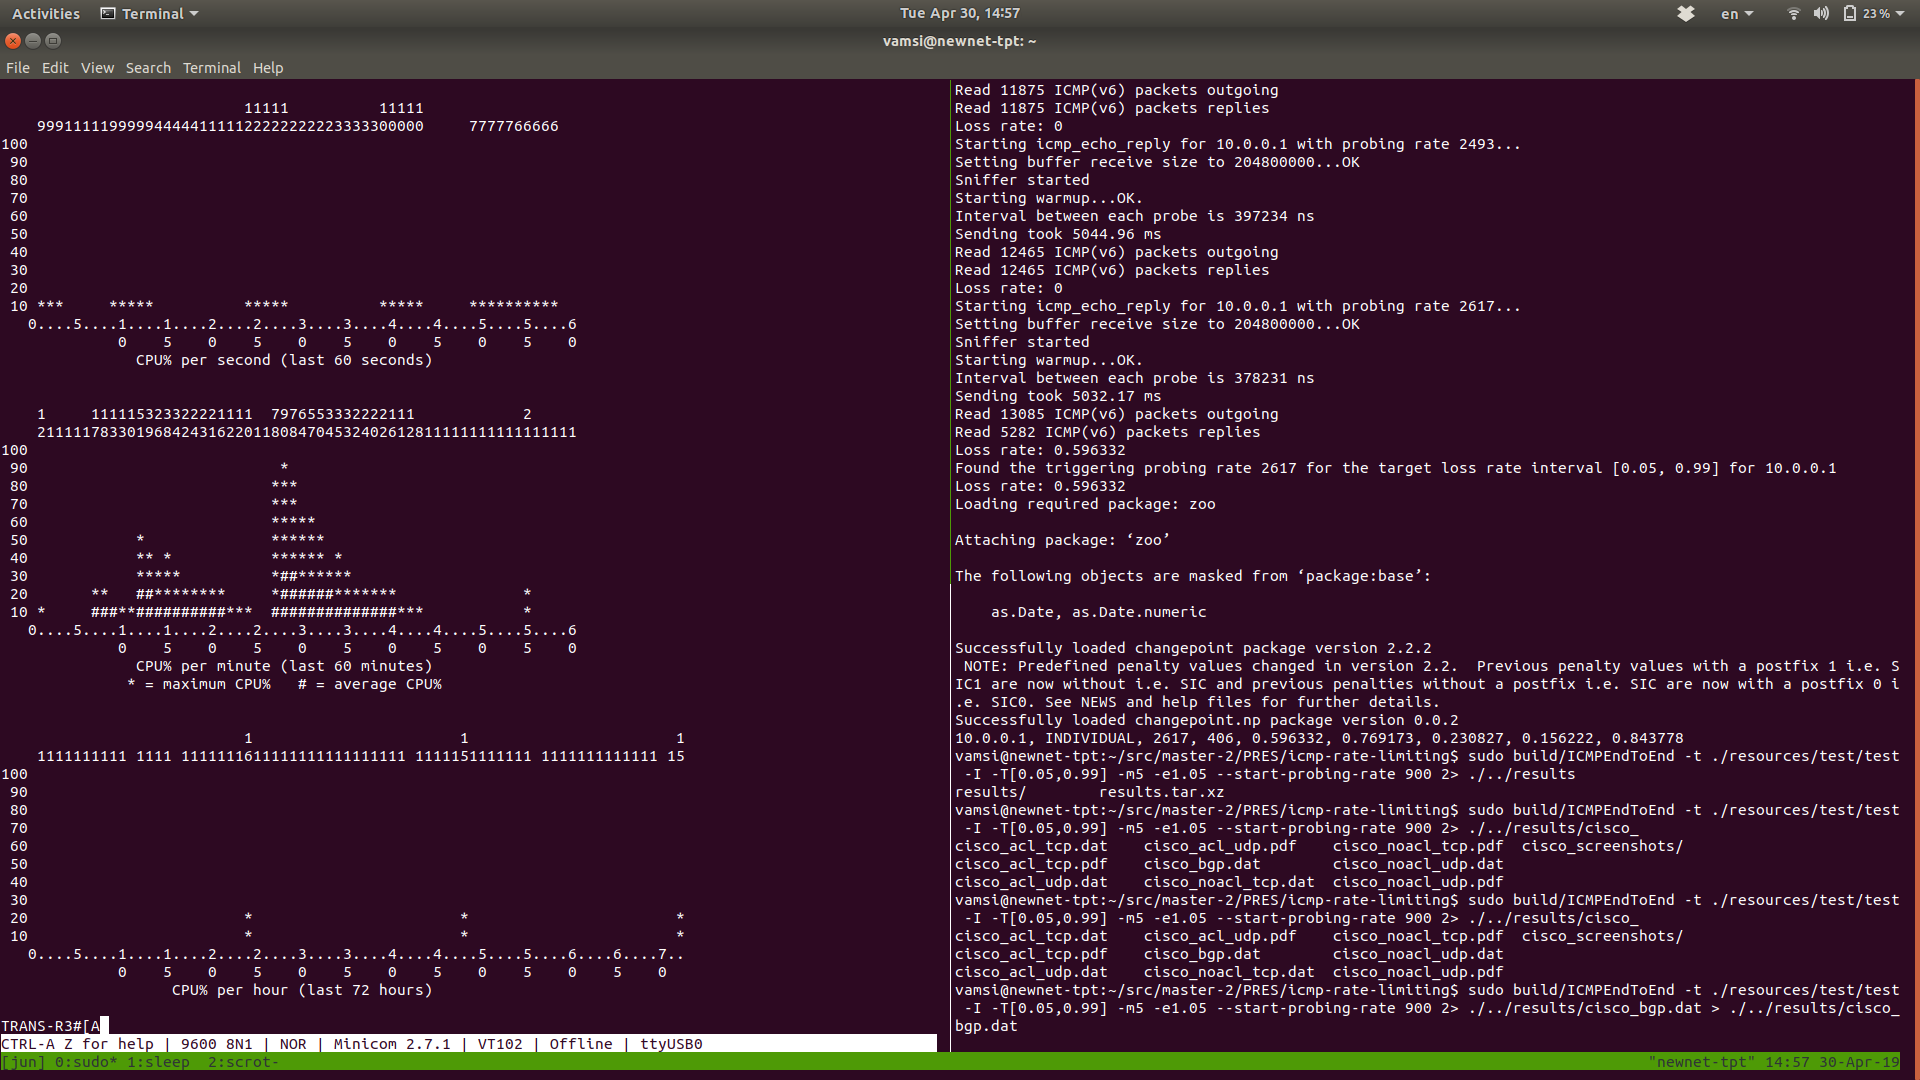 Activities Terminal Tue Apr 30, 14:57 en 23 %
vamsi@newnet-tpt: ~
File Edit View Search Terminal Help
                           11111          11111
    999111111999994444411111222222222233333 00000     7777766666
100
 90
 80
 70
 60
 50
 40
 30
 20
 10 ***     *****          *****          *****     **********
   0....5....1....1....2....2....3....3....4....4....5....5....6
             0    5    0    5    0    5    0    5    0    5    0
               CPU% per second (last 60 seconds)
    1     111115323322221111  7976553332222111            2
    211111783301968424316220118084704532402612811111111111111111
100
 90                           *
 80                          ***
 70                          ***
 60                          *****
 50            *              ******
 40            ** *           ****** *
 30            *****          *##******
 20       **   ##********     *######*******              *
 10 *     ###**##########***  ##############***           *
   0....5....1....1....2....2....3....3....4....4....5....5....6
             0    5    0    5    0    5    0    5    0    5    0
               CPU% per minute (last 60 minutes)
              * = maximum CPU%   # = average CPU%
                           1                       1                       1
    1111111111 1111 11111111611111111111111111 1111151111111 1111111111111 15
100
 90
 80
 70
 60
 50
 40
 30
 20                        *                       *                       *
 10                        *                       *                       *
   0....5....1....1....2....2....3....3....4....4....5....5....6....6....7..
             0    5    0    5    0    5    0    5    0    5    0    5    0
                   CPU% per hour (last 72 hours)
TRANS-R3#[A
CTRL-A Z for help | 9600 8N1 | NOR | Minicom 2.7.1 | VT102 | Offline | ttyUSB0
Read 11875 ICMP(v6) packets outgoing
Read 11875 ICMP(v6) packets replies
Loss rate: 0
Starting icmp_echo_reply for 10.0.0.1 with probing rate 2493...
Setting buffer receive size to 204800000...OK
Sniffer started
Starting warmup...OK.
Interval between each probe is 397234 ns
Sending took 5044.96 ms
Read 12465 ICMP(v6) packets outgoing
Read 12465 ICMP(v6) packets replies
Loss rate: 0
Starting icmp_echo_reply for 10.0.0.1 with probing rate 2617...
Setting buffer receive size to 204800000...OK
Sniffer started
Starting warmup...OK.
Interval between each probe is 378231 ns
Sending took 5032.17 ms
Read 13085 ICMP(v6) packets outgoing
Read 5282 ICMP(v6) packets replies
Loss rate: 0.596332
Found the triggering probing rate 2617 for the target loss rate interval [0.05, 0.99] for 10.0.0.1
Loss rate: 0.596332
Loading required package: zoo
Attaching package: ‘zoo’
The following objects are masked from ‘package:base’:
    as.Date, as.Date.numeric
Successfully loaded changepoint package version 2.2.2
 NOTE: Predefined penalty values changed in version 2.2.  Previous penalty values with a postfix 1 i.e. S
IC1 are now without i.e. SIC and previous penalties without a postfix i.e. SIC are now with a postfix 0 i
.e. SIC0. See NEWS and help files for further details.
Successfully loaded changepoint.np package version 0.0.2
10.0.0.1, INDIVIDUAL, 2617, 406, 0.596332, 0.769173, 0.230827, 0.156222, 0.843778
vamsi@newnet-tpt:~/src/master-2/PRES/icmp-rate-limiting$ sudo build/ICMPEndToEnd -t ./resources/test/test
 -I -T[0.05,0.99] -m5 -e1.05 --start-probing-rate 900 2> ./../results
results/        results.tar.xz
vamsi@newnet-tpt:~/src/master-2/PRES/icmp-rate-limiting$ sudo build/ICMPEndToEnd -t ./resources/test/test
 -I -T[0.05,0.99] -m5 -e1.05 --start-probing-rate 900 2> ./../results/cisco_
cisco_acl_tcp.dat    cisco_acl_udp.pdf    cisco_noacl_tcp.pdf  cisco_screenshots/
cisco_acl_tcp.pdf    cisco_bgp.dat        cisco_noacl_udp.dat
cisco_acl_udp.dat    cisco_noacl_tcp.dat  cisco_noacl_udp.pdf
vamsi@newnet-tpt:~/src/master-2/PRES/icmp-rate-limiting$ sudo build/ICMPEndToEnd -t ./resources/test/test
 -I -T[0.05,0.99] -m5 -e1.05 --start-probing-rate 900 2> ./../results/cisco_
cisco_acl_tcp.dat    cisco_acl_udp.pdf    cisco_noacl_tcp.pdf  cisco_screenshots/
cisco_acl_tcp.pdf    cisco_bgp.dat        cisco_noacl_udp.dat
cisco_acl_udp.dat    cisco_noacl_tcp.dat  cisco_noacl_udp.pdf
vamsi@newnet-tpt:~/src/master-2/PRES/icmp-rate-limiting$ sudo build/ICMPEndToEnd -t ./resources/test/test
 -I -T[0.05,0.99] -m5 -e1.05 --start-probing-rate 900 2> ./../results/cisco_bgp.dat > ./../results/cisco_
bgp.dat
[jun] 0:sudo* 1:sleep  2:scrot- "newnet-tpt" 14:57 30-Apr-19